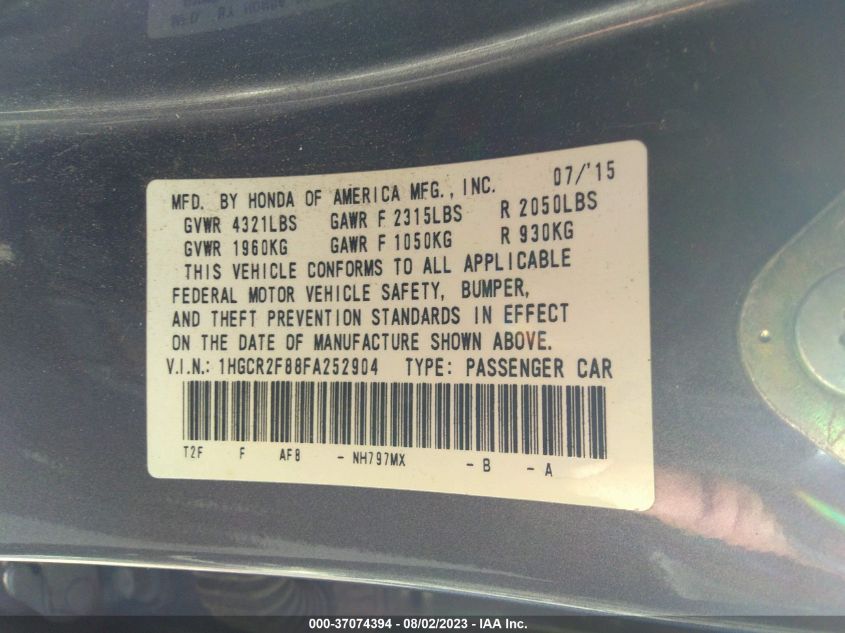 MFD. BY HONDA OF AMERICA MFG., INC. 07/'15
GVWR 4321LBS GAWR F 2315LBS R 2050LBS
GVWR 1960KG GAWR F 1050KG R 930KG
THIS VEHICLE CONFORMS TO ALL APPLICABLE
FEDERAL MOTOR VEHICLE SAFETY, BUMPER,
AND THEFT PREVENTION STANDARDS IN EFFECT
ON THE DATE OF MANUFACTURE SHOWN ABOVE.
V.I.N.: 1HGCR2F88FA252904 TYPE: PASSENGER CAR
T2F F AF8 - NH797MX - B - A
000-37074394 - 08/02/2023 - IAA Inc.